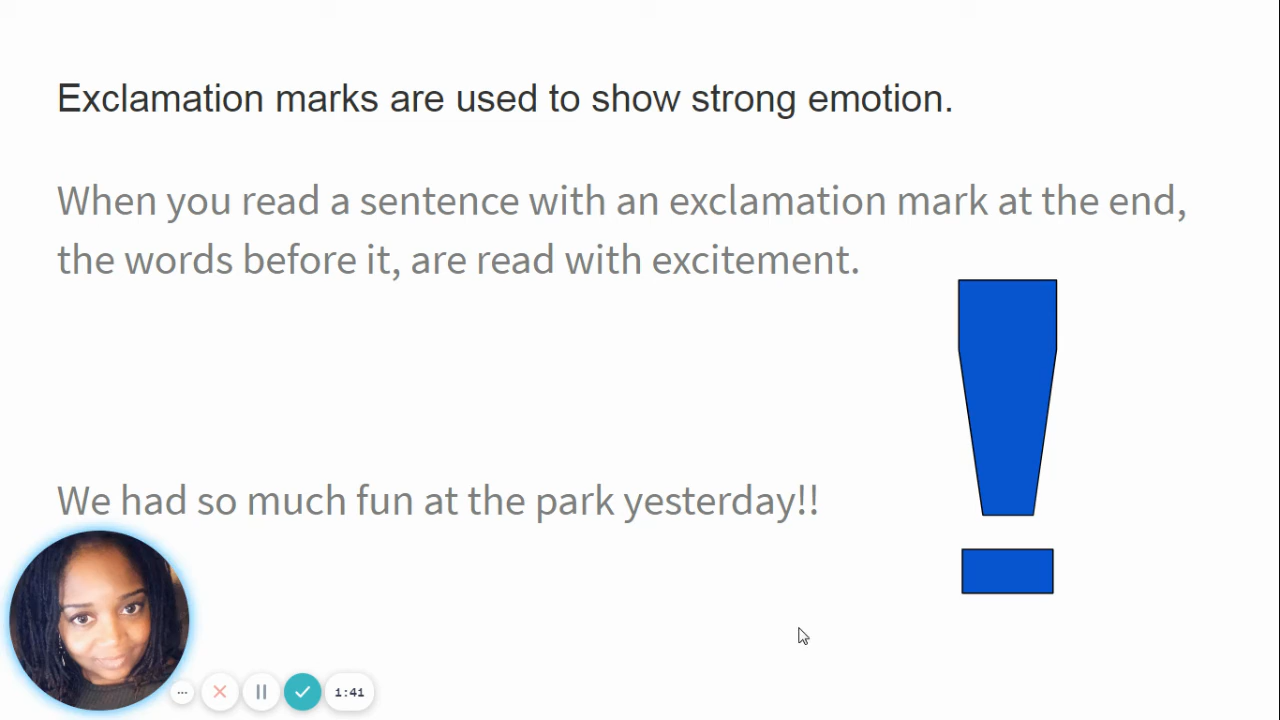 Exclamation marks are used to show strong emotion.
When you read a sentence with an exclamation mark at the end,
the words before it, are read with excitement.
!
We had so much fun at the park yesterday!!
1:41